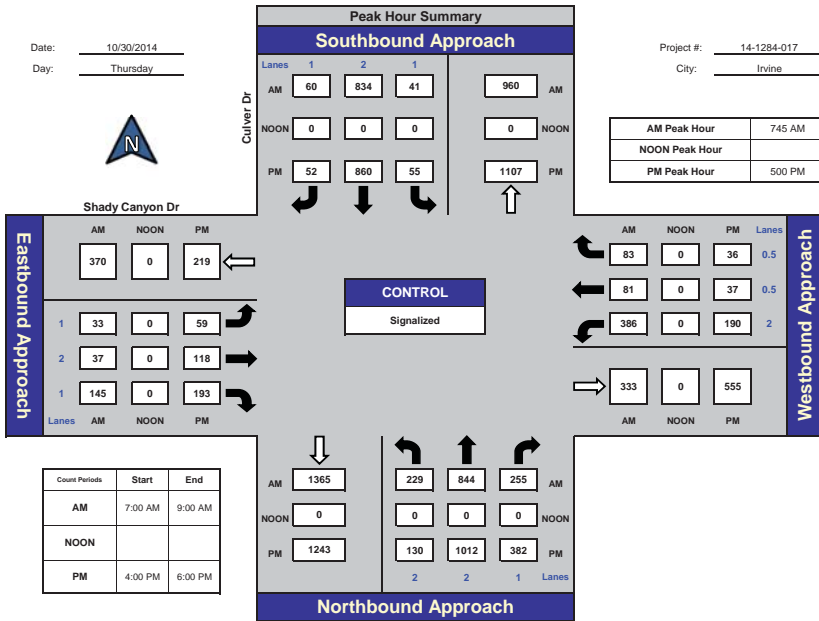 Peak Hour Summary
Southbound Approach
Date: 10/30/2014
Day: Thursday
Project #: 14-1284-017
City: Irvine
N
Culver Dr
Lanes 1 2 1
AM 60 834 41 960 AM
NOON 0 0 0 0 NOON
PM 52 860 55 1107 PM
AM Peak Hour 745 AM
NOON Peak Hour
PM Peak Hour 500 PM
Shady Canyon Dr
Eastbound Approach
AM NOON PM
370 0 219
1 33 0 59
2 37 0 118
1 145 0 193
Lanes AM NOON PM
CONTROL
Signalized
AM NOON PM Lanes
83 0 36 0.5
81 0 37 0.5
386 0 190 2
333 0 555
AM NOON PM
Westbound Approach
Count Periods Start End
AM 7:00 AM 9:00 AM
NOON
PM 4:00 PM 6:00 PM
AM 1365 229 844 255 AM
NOON 0 0 0 0 NOON
PM 1243 130 1012 382 PM
2 2 1 Lanes
Northbound Approach